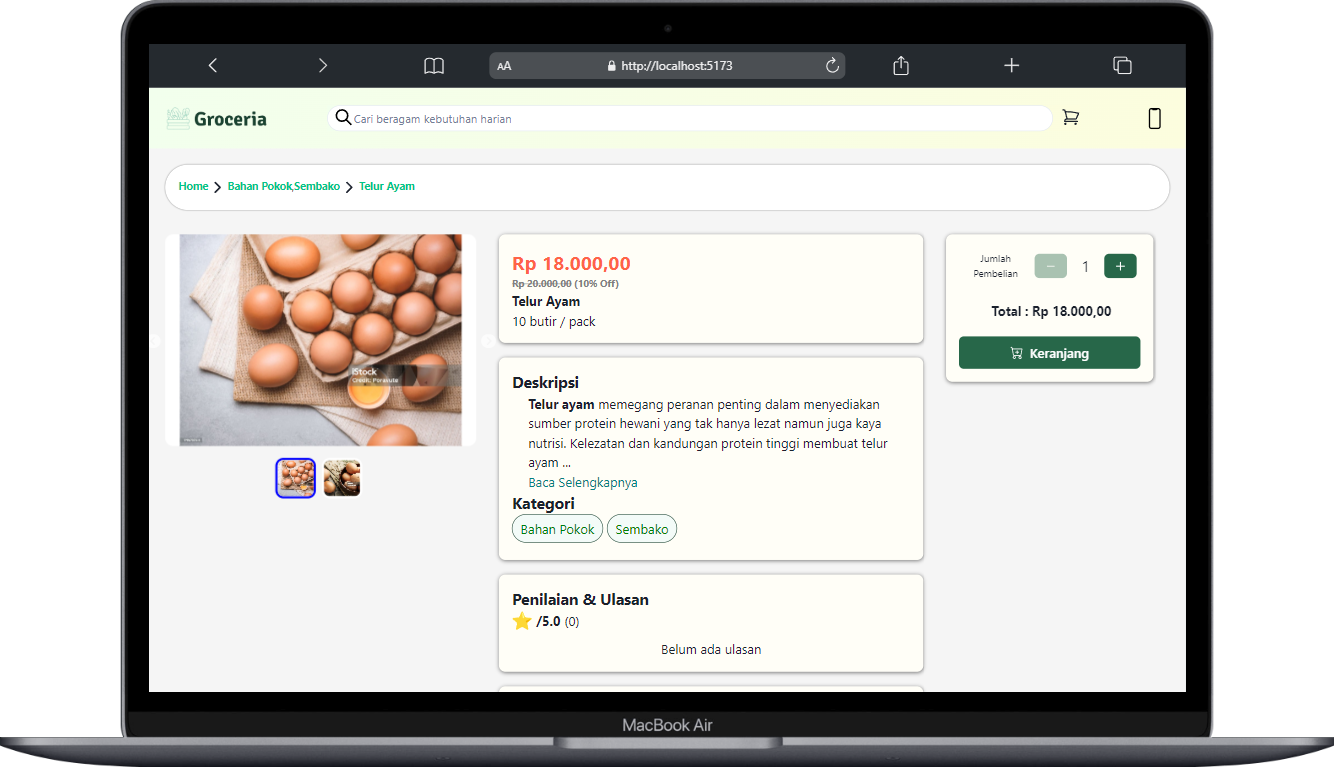 AA
http://localhost:5173
Groceria
Cari beragam kebutuhan harian
Home
Bahan Pokok,Sembako
Telur Ayam
iStock
Credit: Porasute
Rp 18.000,00
Rp 20.000,00 (10% Off)
Telur Ayam
10 butir / pack
Deskripsi
Telur ayam memegang peranan penting dalam menyediakan
sumber protein hewani yang tak hanya lezat namun juga kaya
nutrisi. Kelezatan dan kandungan protein tinggi membuat telur
ayam ...
Baca Selengkapnya
Kategori
Bahan Pokok
Sembako
Penilaian & Ulasan
/5.0 (0)
Belum ada ulasan
Jumlah
Pembelian
−
1
+
Total : Rp 18.000,00
Keranjang
MacBook Air